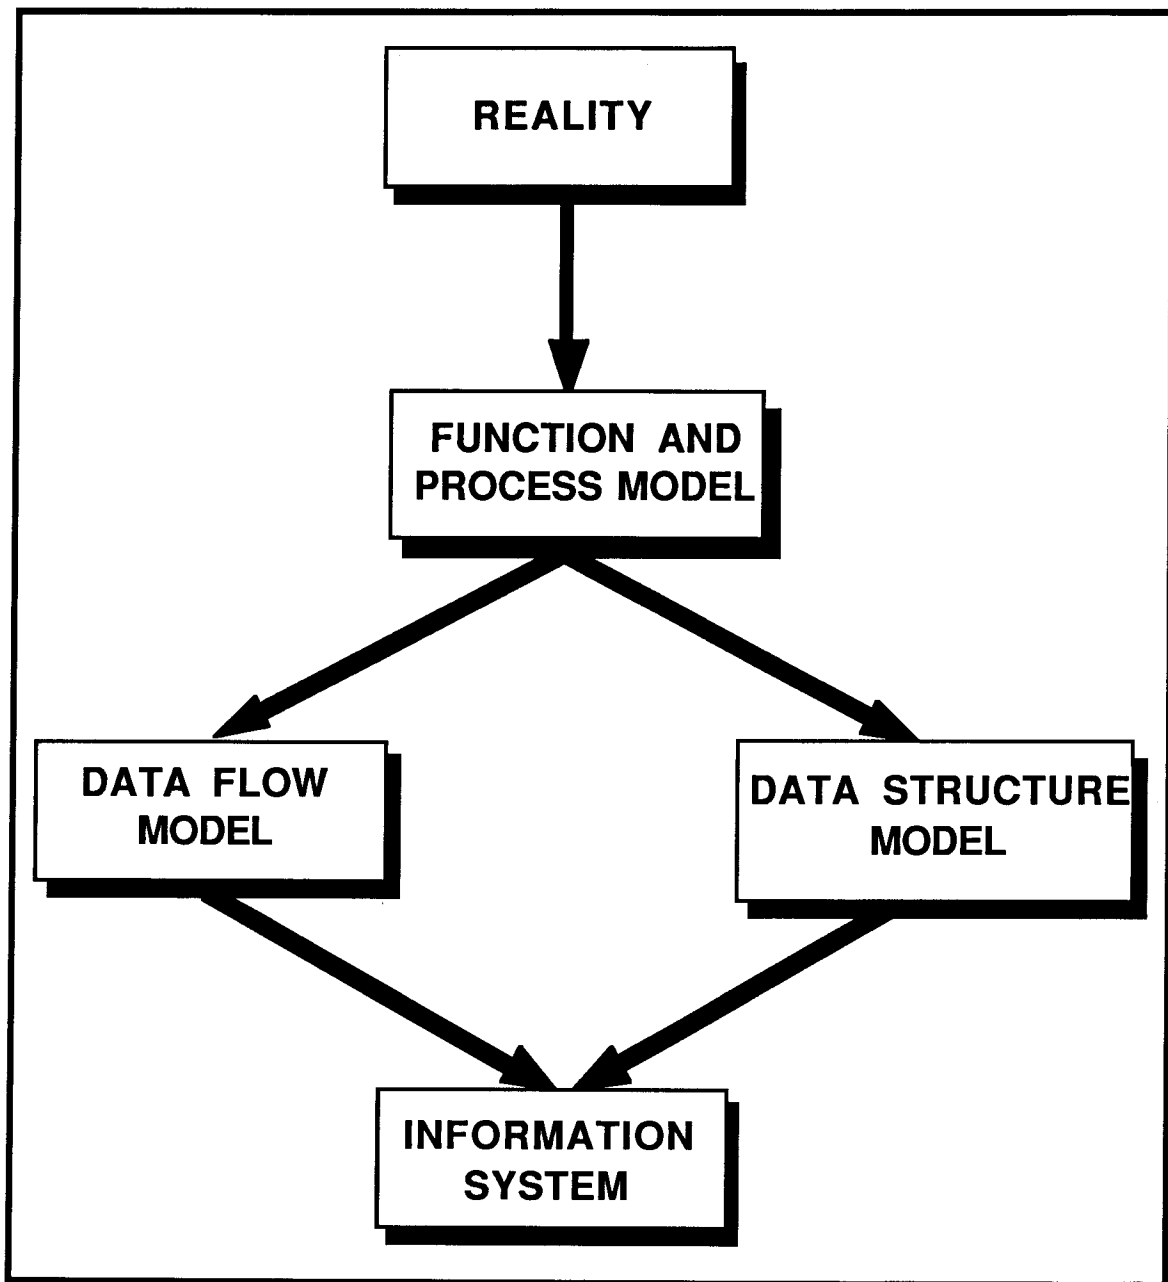 REALITY
FUNCTION AND
PROCESS MODEL
DATA FLOW
MODEL
DATA STRUCTURE
MODEL
INFORMATION
SYSTEM